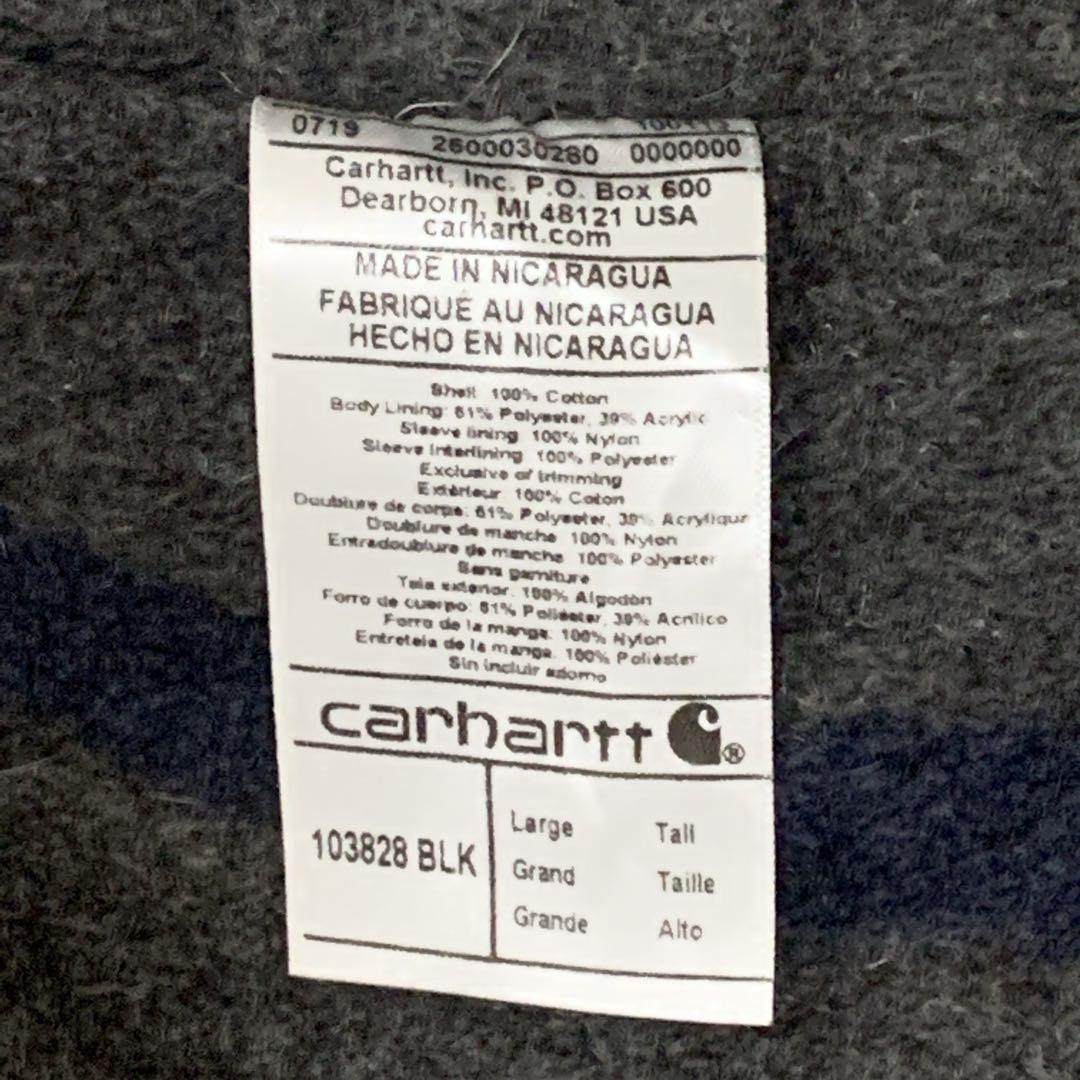 0719
2600030280 0000000
Carhartt, Inc. P.O. Box 600
Dearborn, MI 48121 USA
carhartt.com
MADE IN NICARAGUA
FABRIQUÉ AU NICARAGUA
HECHO EN NICARAGUA
Shell 100% Cotton
Body Lining: 61% Polyester, 39% Acrylic
Sleeve lining 100% Nylon
Sleeve Interlining 100% Polyester
Exclusive of trimming
Extérieur 100% Coton
Doublure de corps: 61% Polyester, 39% Acrylique
Doublure de manche 100% Nylon
Entradoublure de manche 100% Polyester
Sans garniture
Tela exterior. 100% Algodón
Forro de cuerpo: 61% Poliéster, 39% Acrílico
Forro de la manga: 100% Nylon
Entretela de la manga. 100% Poliéster
Sin incluir adorno
carhartt ®
103828 BLK
Large Tall
Grand Taille
Grande Alto